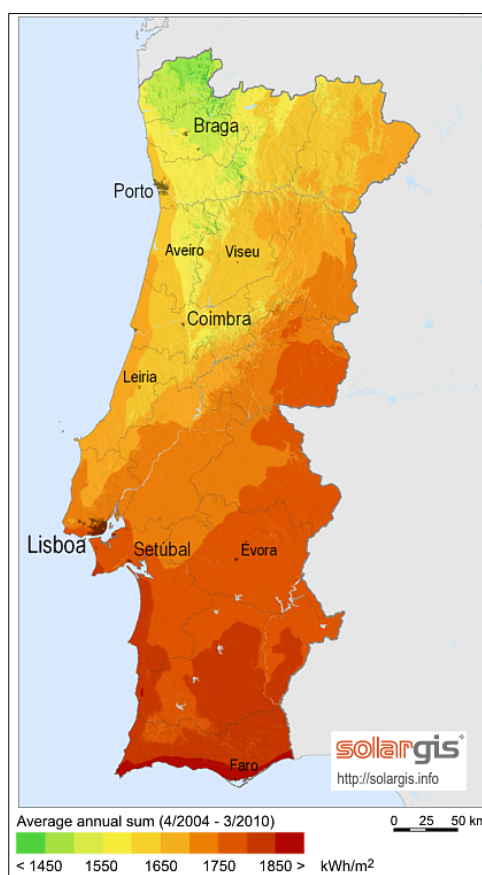 Braga
Porto
Aveiro
Viseu
Coimbra
Leiria
Lisboa
Setúbal
Évora
Faro
solargis
http://solargis.info
Average annual sum (4/2004 - 3/2010)
0 25 50 km
< 1450 1550 1650 1750 1850 > kWh/m²